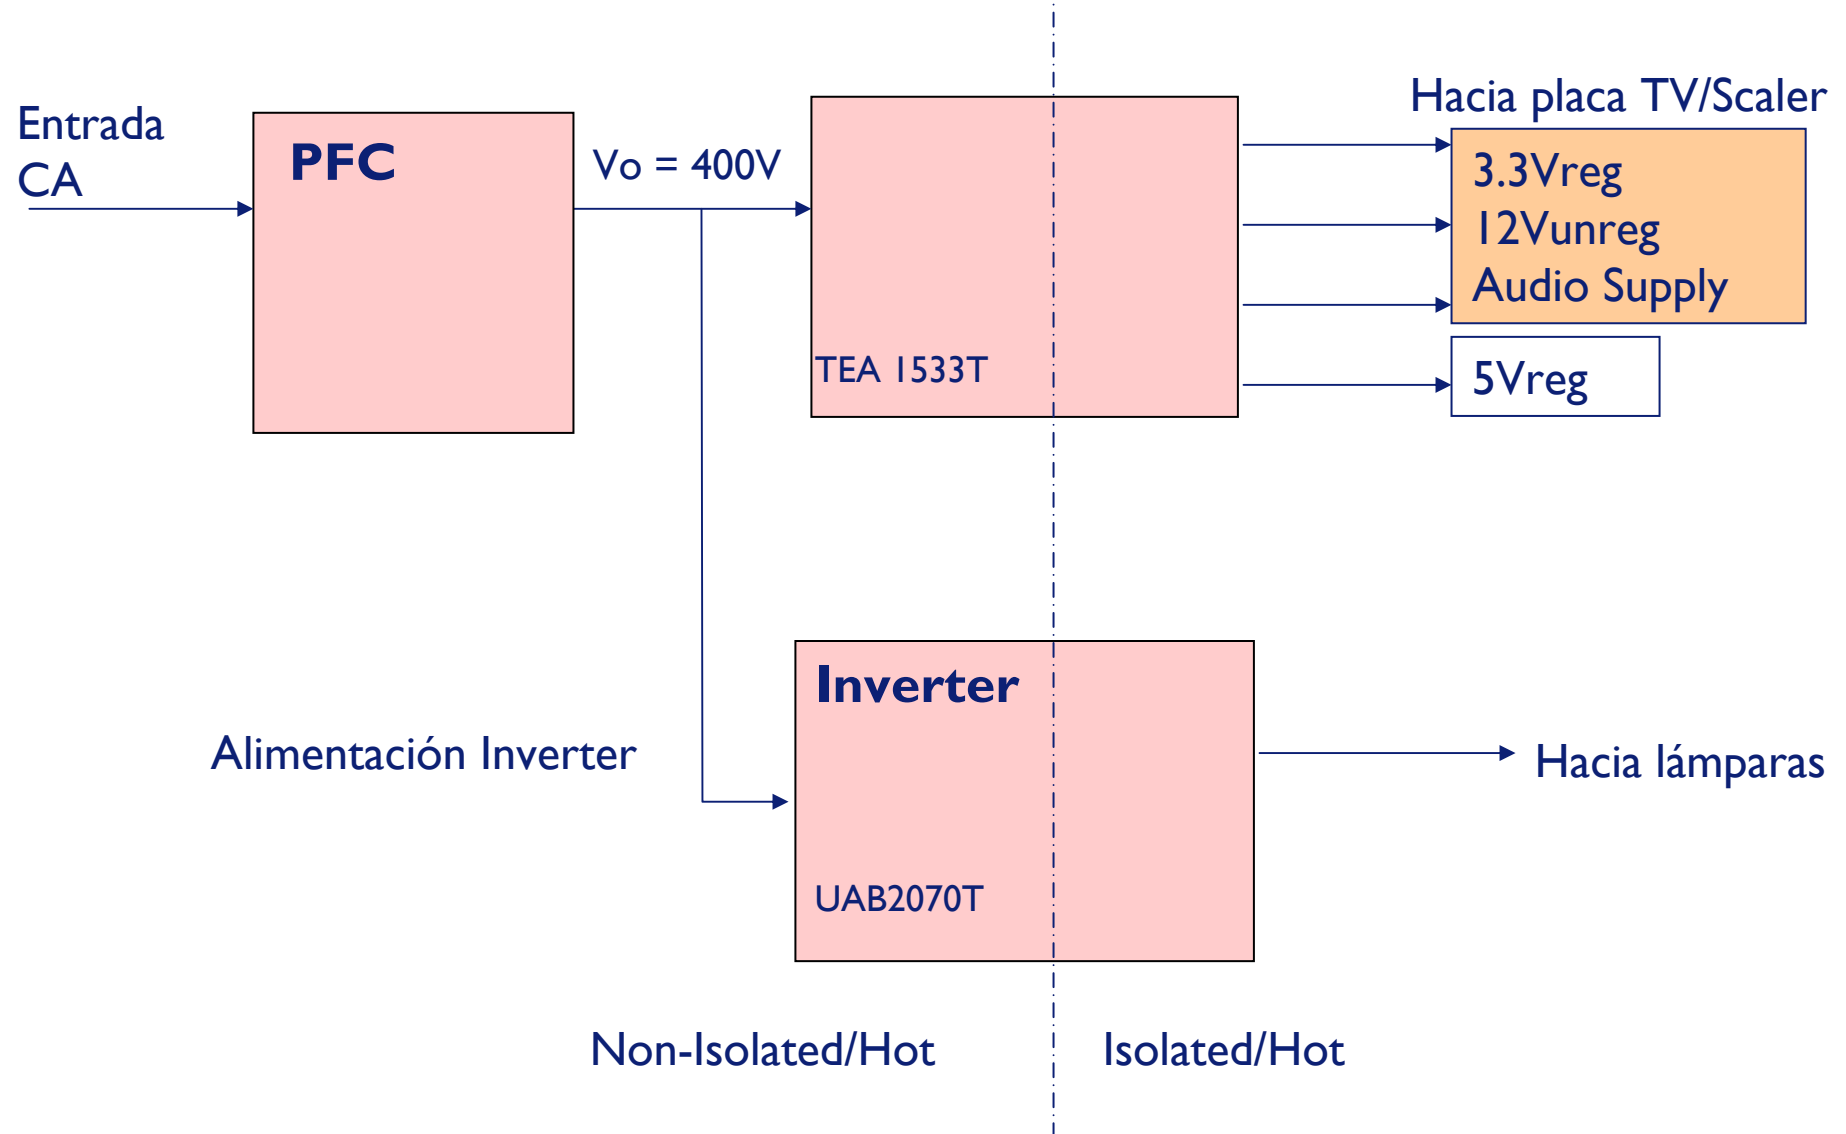 Entrada
CA
PFC
Vo = 400V
TEA 1533T
Hacia placa TV/Scaler
3.3Vreg
12Vunreg
Audio Supply
5Vreg
Alimentación Inverter
Inverter
UAB2070T
Hacia lámparas
Non-Isolated/Hot
Isolated/Hot